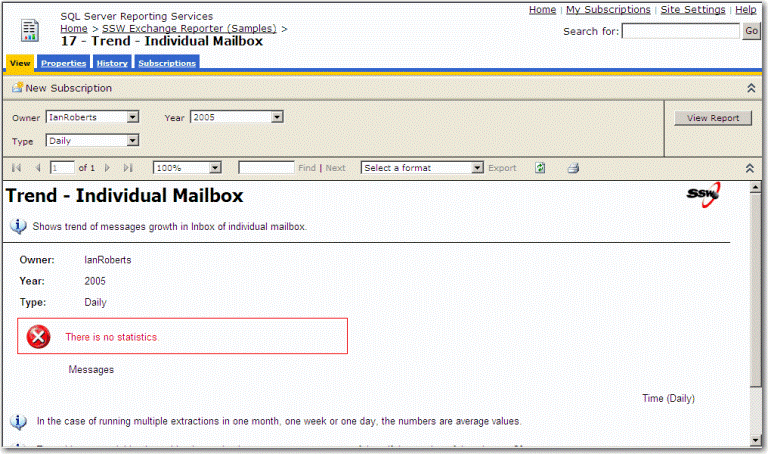 SQL Server Reporting Services
Home | My Subscriptions | Site Settings | Help
Home > SSW Exchange Reporter (Samples) >
17 - Trend - Individual Mailbox
Search for: Go
View Properties History Subscriptions
New Subscription
Owner IanRoberts Year 2005 View Report
Type Daily
1 of 1 100% Find | Next Select a format Export
Trend - Individual Mailbox
SSW
Shows trend of messages growth in Inbox of individual mailbox.
Owner: IanRoberts
Year: 2005
Type: Daily
There is no statistics.
Messages
Time (Daily)
In the case of running multiple extractions in one month, one week or one day, the numbers are average values.